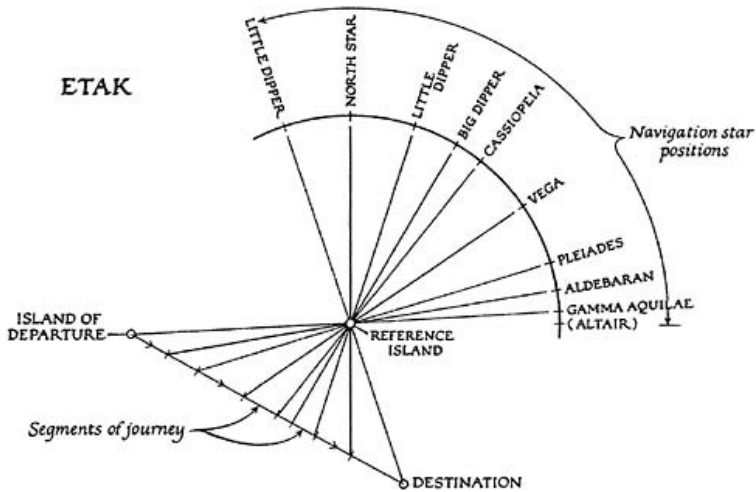 ETAK
LITTLE DIPPER
NORTH STAR
LITTLE
DIPPER
BIG DIPPER
CASSIOPEIA
Navigation star
positions
VEGA
PLEIADES
ALDEBARAN
GAMMA AQUILAE
(ALTAIR)
ISLAND OF
DEPARTURE
REFERENCE
ISLAND
Segments of journey
DESTINATION